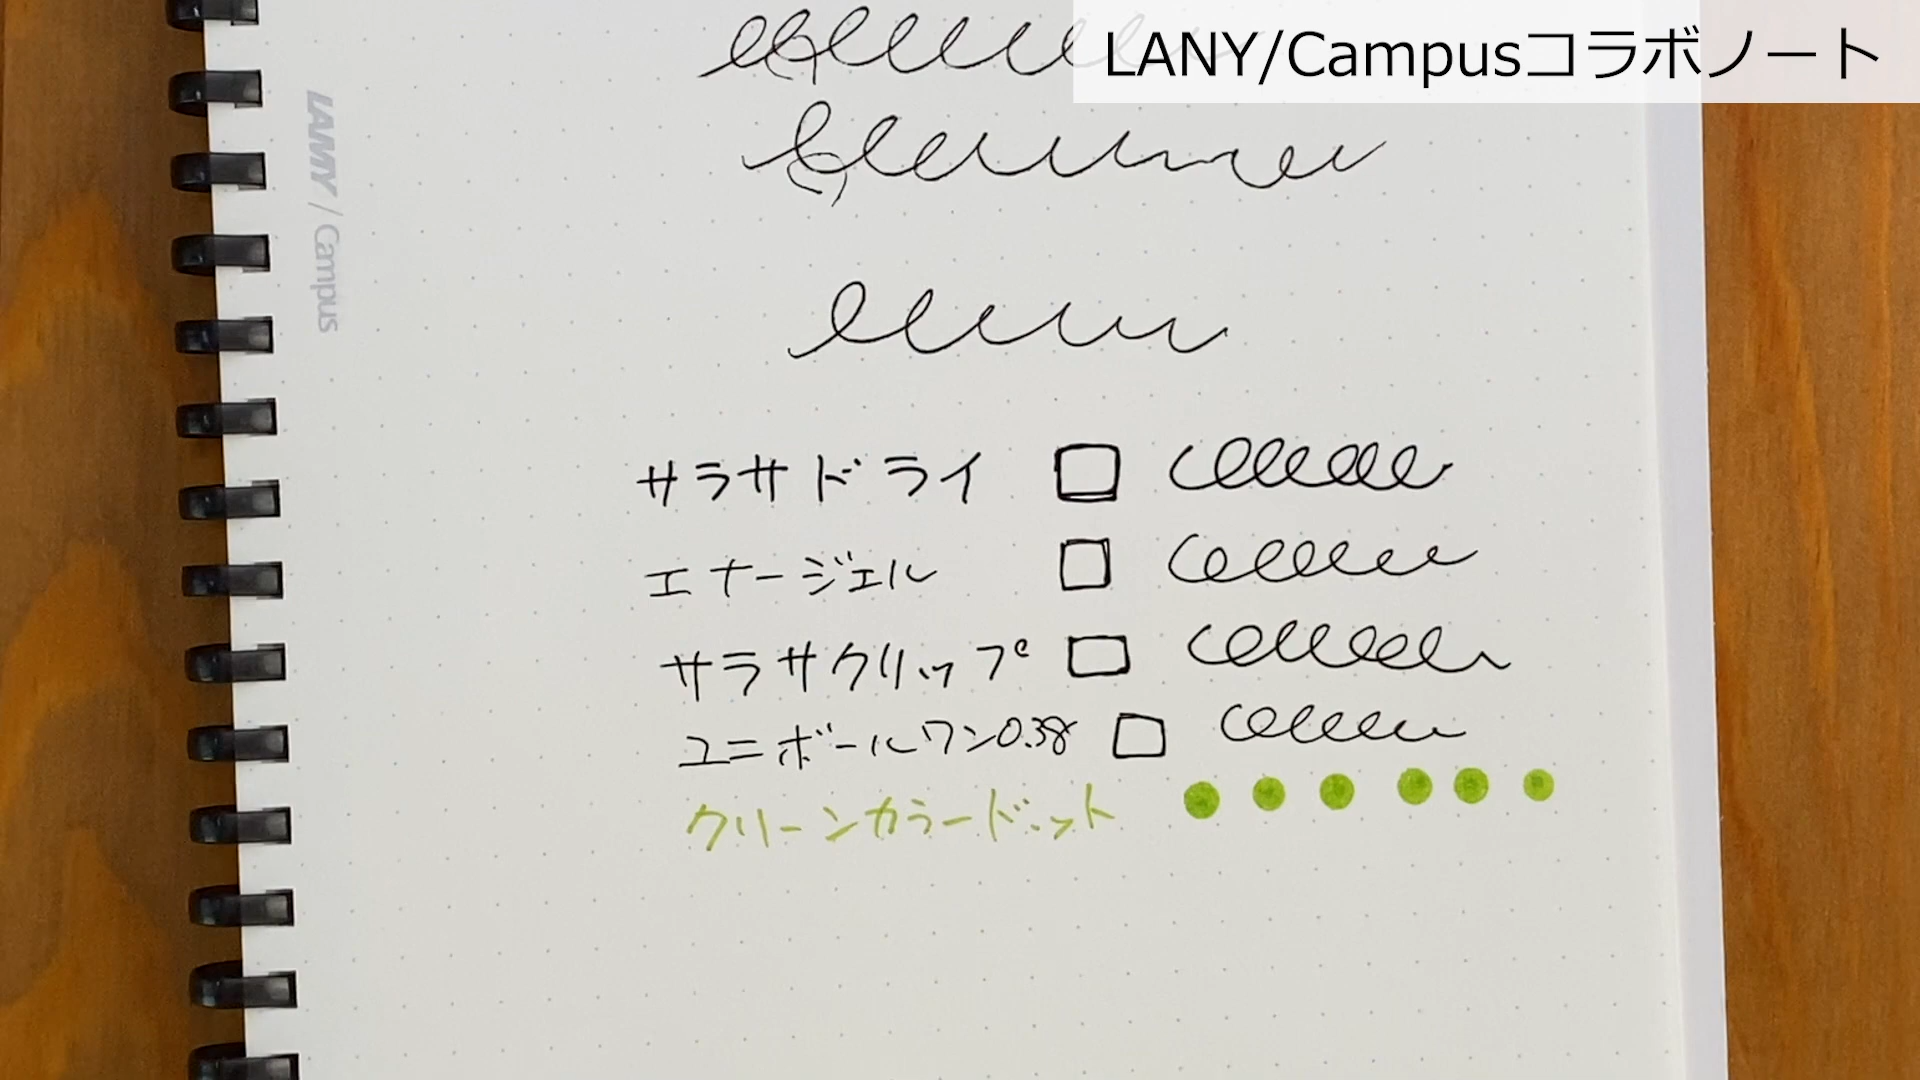 LANY/Campusコラボノート
LAMY / Campus
サラサドライ
エナージェル
サラサクリップ
ユニボールワン0.38
クリーンカラードット